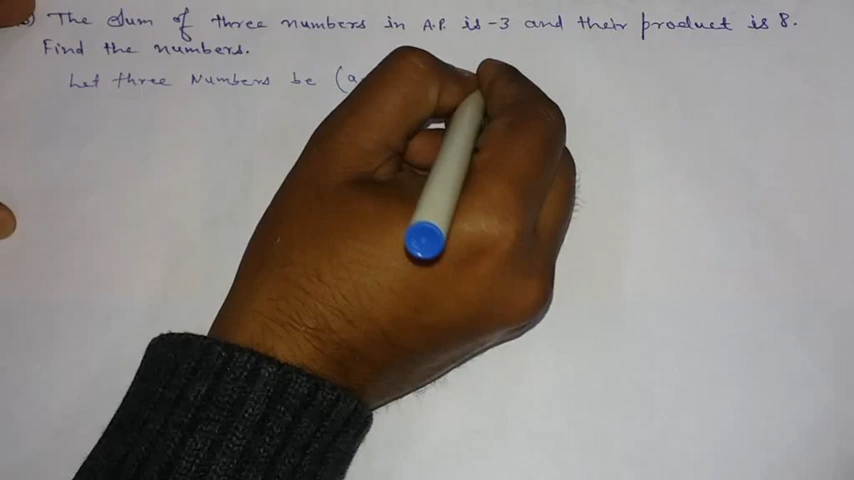 ) The Sum of three numbers in A.P. is -3 and their product is 8.
Find the numbers.
Let three Numbers be (a